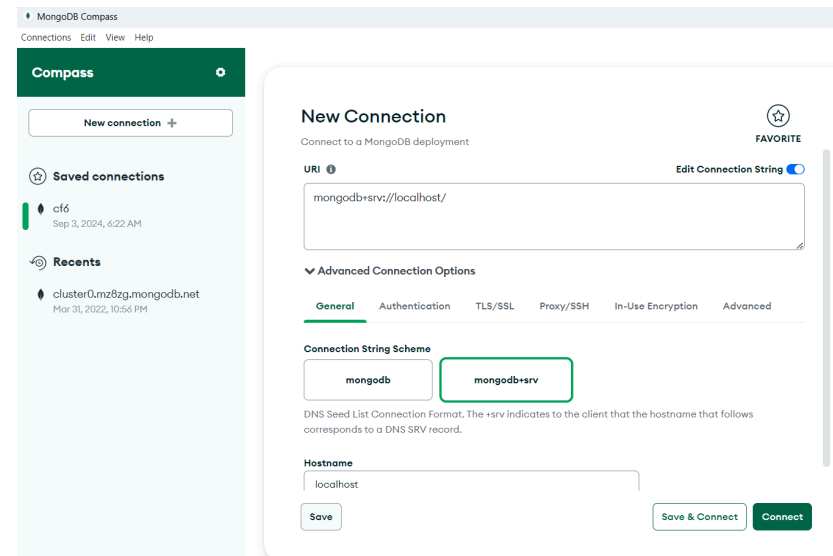 MongoDB Compass
Connections Edit View Help
Compass
New connection +
Saved connections
cf6
Sep 3, 2024, 6:22 AM
Recents
cluster0.mz8zg.mongodb.net
Mar 31, 2022, 10:56 PM
New Connection
Connect to a MongoDB deployment
FAVORITE
URI
Edit Connection String
mongodb+srv://localhost/
Advanced Connection Options
General Authentication TLS/SSL Proxy/SSH In-Use Encryption Advanced
Connection String Scheme
mongodb mongodb+srv
DNS Seed List Connection Format. The +srv indicates to the client that the hostname that follows
corresponds to a DNS SRV record.
Hostname
localhost
Save Save & Connect Connect